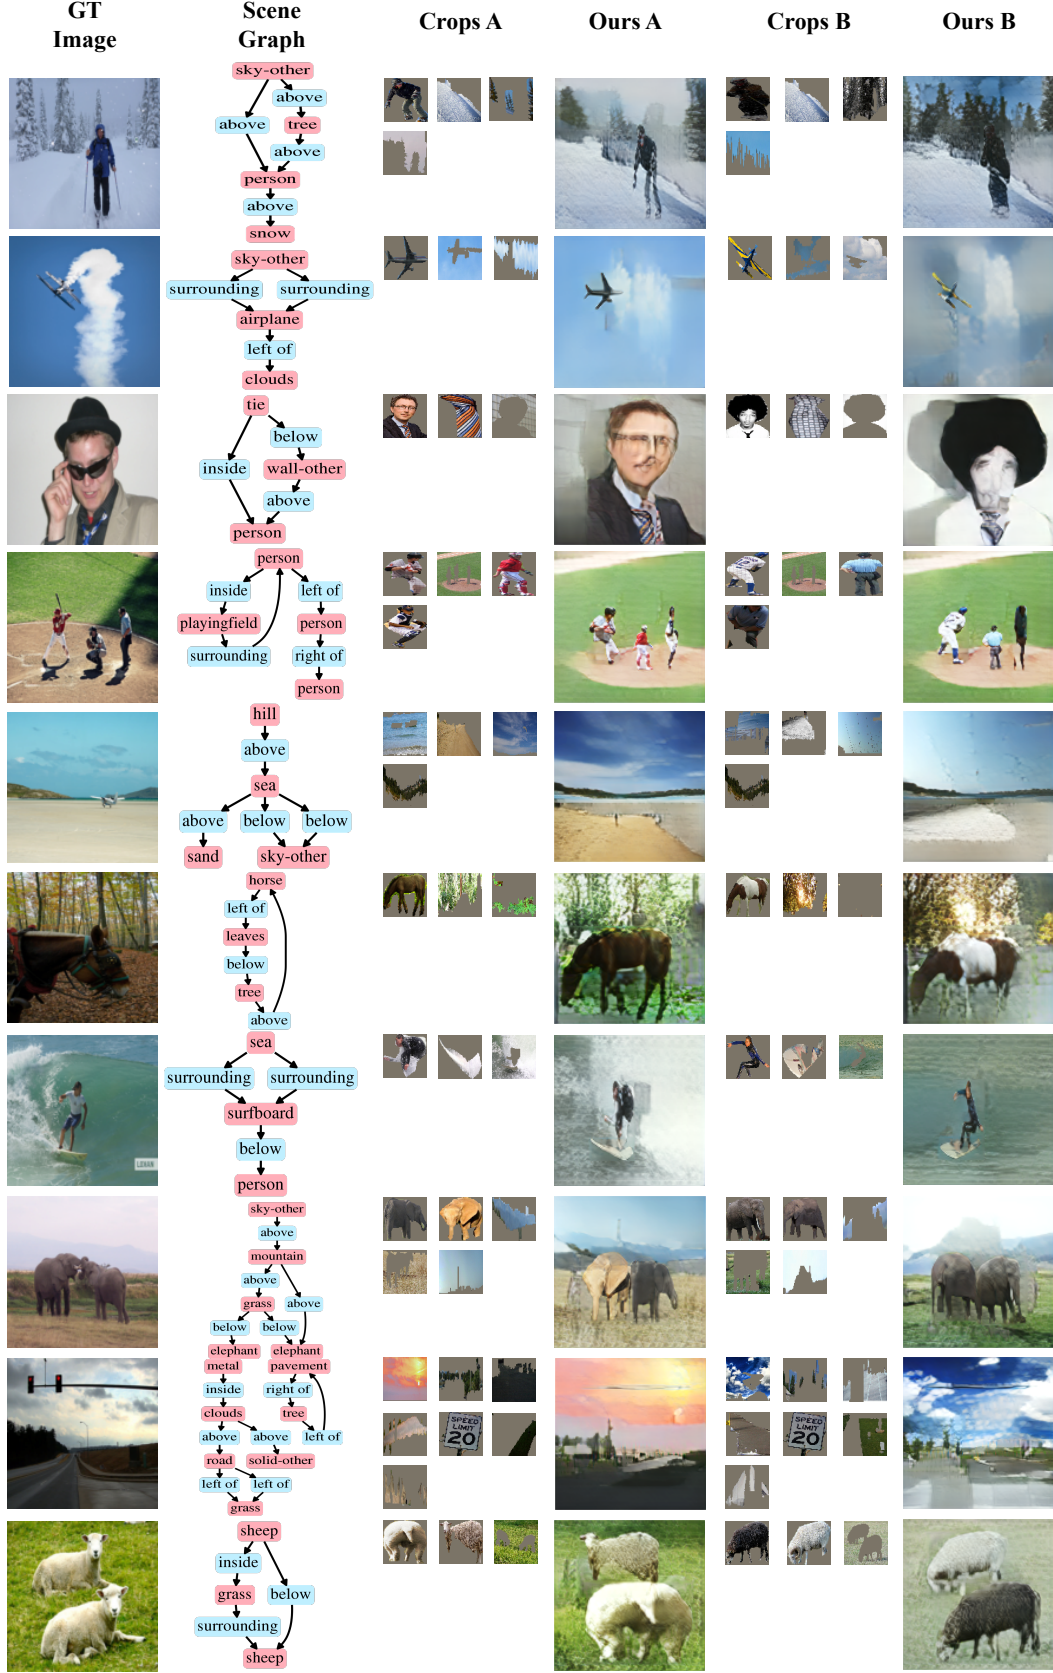 GT Image
Scene Graph
Crops A
Ours A
Crops B
Ours B
sky-other
above
above
tree
above
person
above
snow
sky-other
surrounding
surrounding
airplane
left of
clouds
tie
below
inside
wall-other
above
person
person
inside
left of
playingfield
person
surrounding
right of
person
hill
above
sea
above
below
below
sand
sky-other
horse
left of
leaves
below
tree
above
sea
surrounding
surrounding
surfboard
below
person
LEHAN
sky-other
above
mountain
above
grass
above
below
below
elephant
elephant
metal
pavement
inside
right of
clouds
tree
above
above
left of
road
solid-other
left of
left of
grass
SPEED LIMIT 20
SPEED LIMIT 20
sheep
inside
grass
below
surrounding
sheep